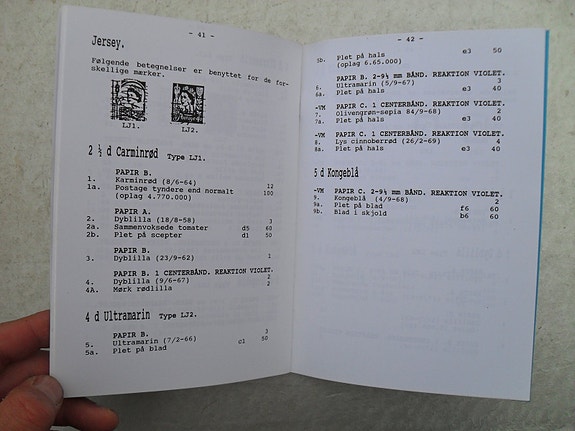 - 41 -
Jersey.
Følgende betegnelser er benyttet for de for-
skellige mærker.
LJ1. LJ2.
2 ½ d Carminrød Type LJ1.
PAPIR B.
1. Karminrød (8/6-64) 12
1a. Postage tyndere end normalt 100
(oplag 4.770.000)
PAPIR A.
2. Dyblilla (18/8-58) 3
2a. Sammenvoksede tomater d5 60
2b. Plet på scepter d1 50
PAPIR B.
3. Dyblilla (23/9-62) 1
PAPIR B. 1 CENTERBÅND. REAKTION VIOLET.
4. Dyblilla (9/6-67) 2
4A. Mørk rødlilla 2
4 d Ultramarin Type LJ2.
PAPIR B.
5. Ultramarin (7/2-66) 3
5a. Plet på blad c1 50
- 42 -
5b. Plet på hals e3 50
(oplag 6.65.000)
PAPIR B. 2-9½ mm BÅND. REAKTION VIOLET.
6. Ultramarin (5/9-67) 3
6a. Plet på hals e3 40
-VM PAPIR C. 1 CENTERBÅND. REAKTION VIOLET.
7. Olivengrøn-sepia 84/9-68) 2
7a. Plet på hals e3 40
-VM PAPIR C. 1 CENTERBÅND. REAKTION VIOLET.
8. Lys cinnoberrød (26/2-69) 4
8a. Plet på hals e3 40
5 d Kongeblå
-VM PAPIR C. 2-9½ mm BÅND. REAKTION VIOLET.
9. Kongeblå (4/9-68) 2
9a. Plet på blad f6 60
9b. Blad i skjold b6 60